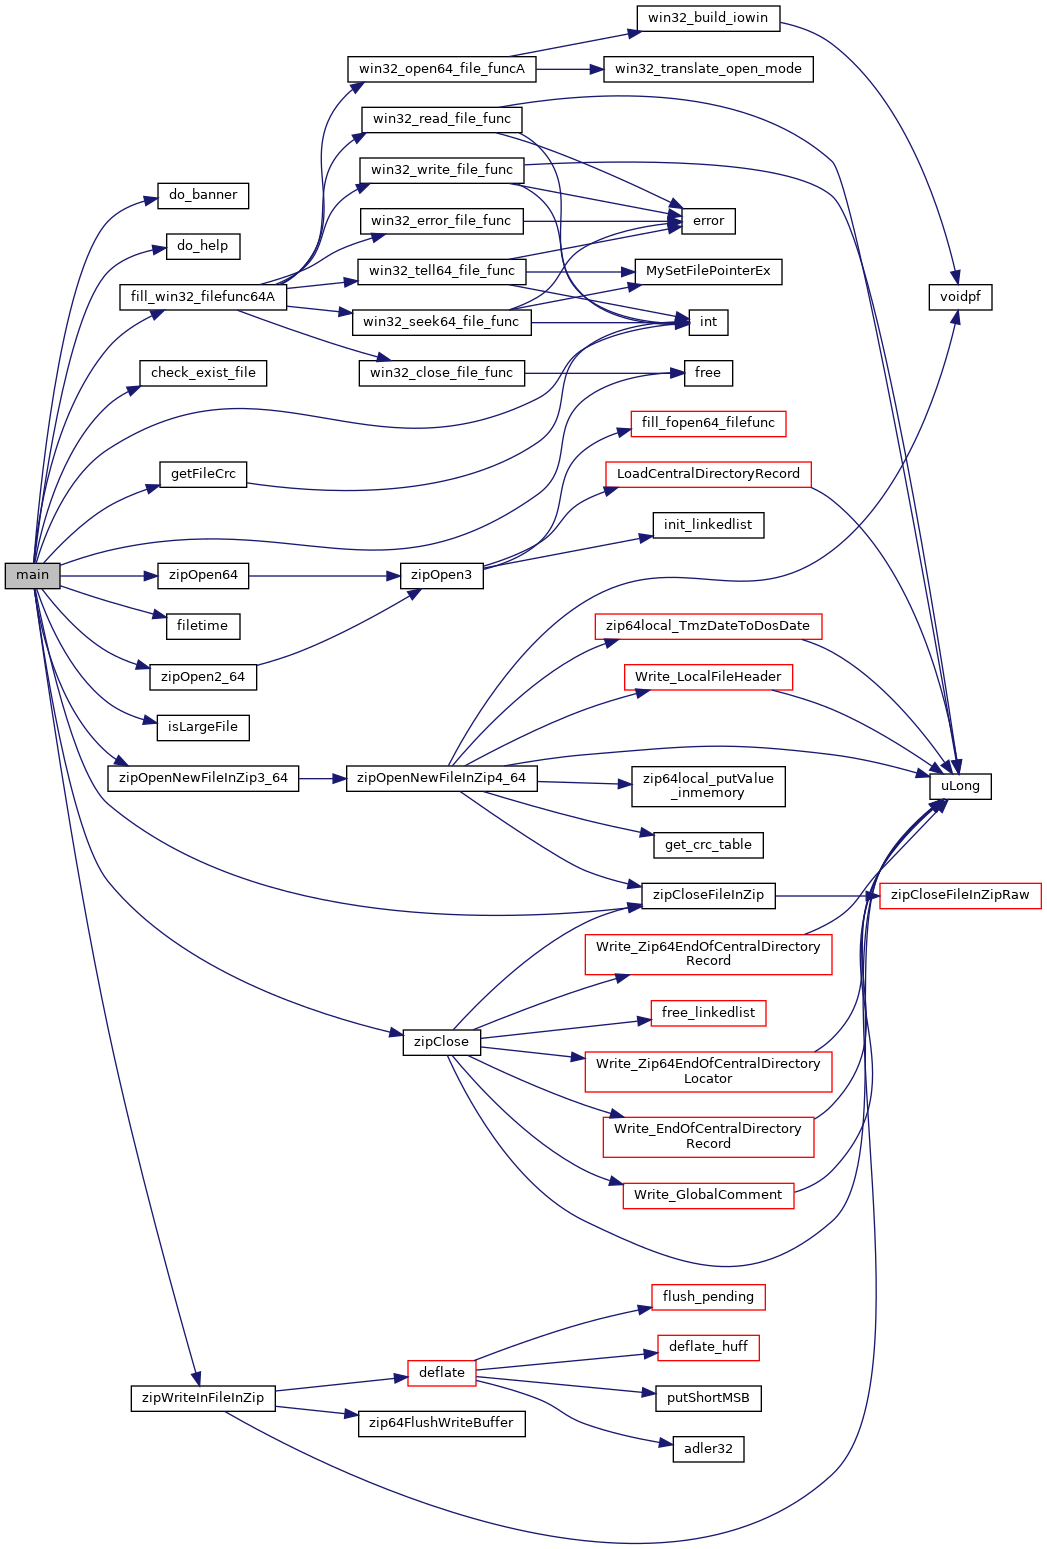 win32_build_iowin
win32_open64_file_funcA
win32_translate_open_mode
win32_read_file_func
win32_write_file_func
do_banner
win32_error_file_func
error
do_help
win32_tell64_file_func
MySetFilePointerEx
fill_win32_filefunc64A
voidpf
win32_seek64_file_func
int
check_exist_file
win32_close_file_func
free
fill_fopen64_filefunc
getFileCrc
LoadCentralDirectoryRecord
init_linkedlist
main
zipOpen64
zipOpen3
filetime
zip64local_TmzDateToDosDate
zipOpen2_64
Write_LocalFileHeader
isLargeFile
zipOpenNewFileInZip3_64
zipOpenNewFileInZip4_64
zip64local_putValue
_inmemory
uLong
get_crc_table
zipCloseFileInZip
zipCloseFileInZipRaw
Write_Zip64EndOfCentralDirectory
Record
free_linkedlist
zipClose
Write_Zip64EndOfCentralDirectory
Locator
Write_EndOfCentralDirectory
Record
Write_GlobalComment
flush_pending
deflate_huff
deflate
zipWriteInFileInZip
putShortMSB
zip64FlushWriteBuffer
adler32